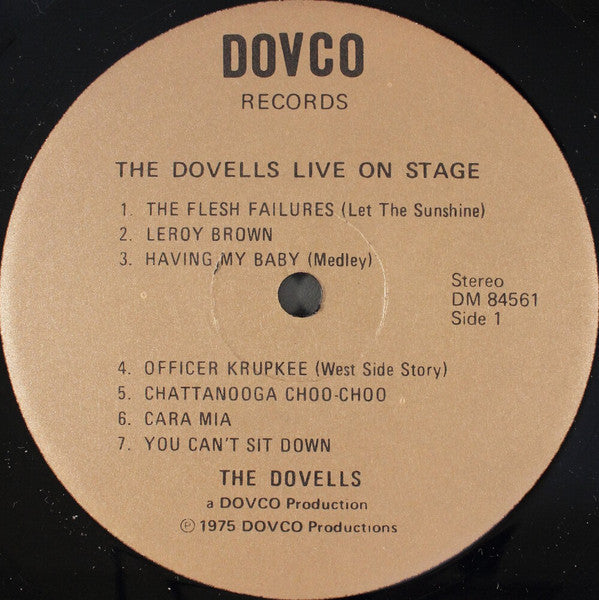 DOVCO
RECORDS
THE DOVELLS LIVE ON STAGE
1. THE FLESH FAILURES (Let The Sunshine)
2. LEROY BROWN
3. HAVING MY BABY (Medley)
Stereo
DM 84561
Side 1
4. OFFICER KRUPKEE (West Side Story)
5. CHATTANOOGA CHOO-CHOO
6. CARA MIA
7. YOU CAN'T SIT DOWN
THE DOVELLS
a DOVCO Production
℗ 1975 DOVCO Productions